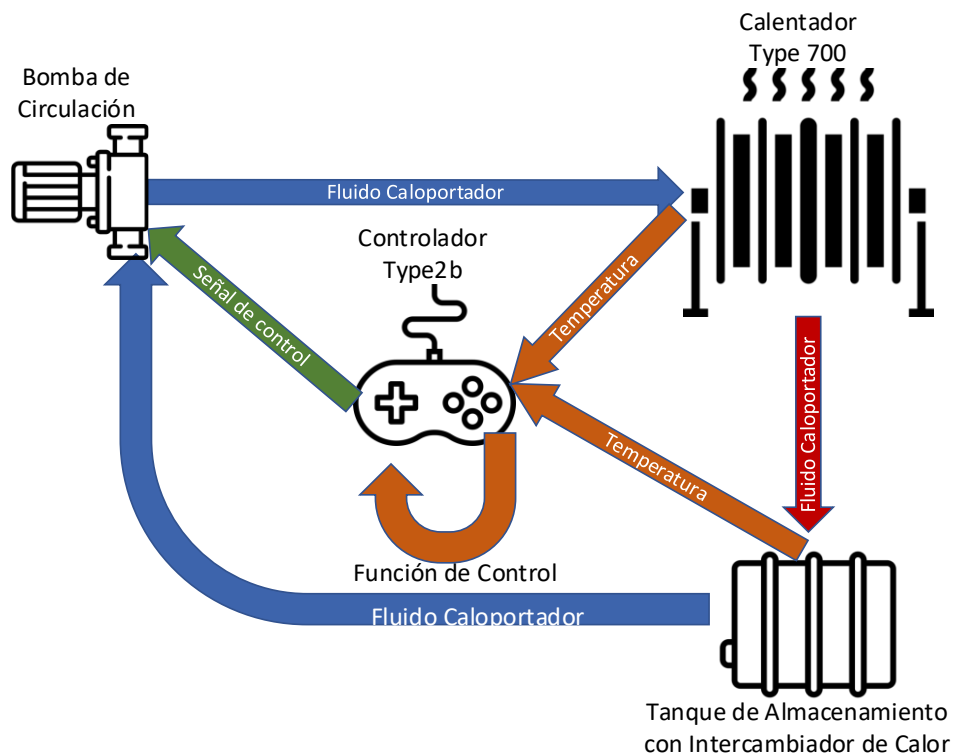 Calentador
Type 700
Bomba de
Circulación
Fluido Caloportador
Controlador
Type2b
Señal de control
Temperatura
Fluido Caloportador
Temperatura
Función de Control
Fluido Caloportador
Tanque de Almacenamiento
con Intercambiador de Calor